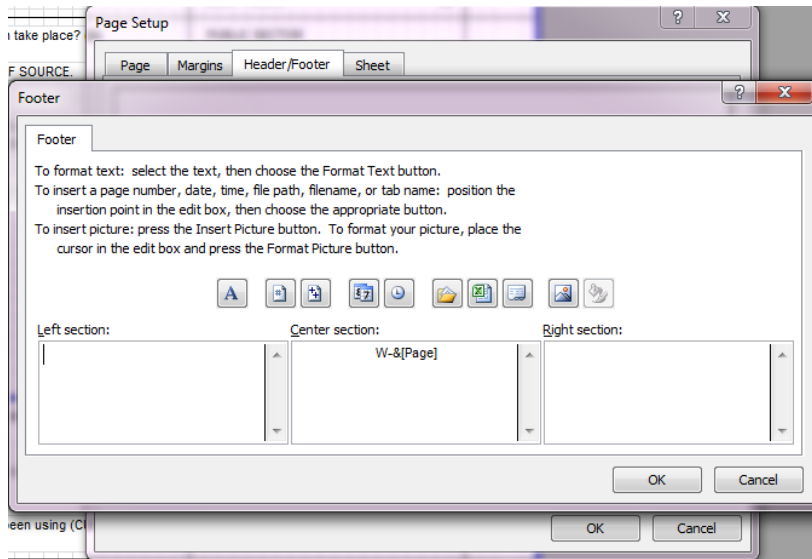 Page Setup
n take place?
F SOURCE.
Page Margins Header/Footer Sheet
Footer
Footer
To format text: select the text, then choose the Format Text button.
To insert a page number, date, time, file path, filename, or tab name: position the
insertion point in the edit box, then choose the appropriate button.
To insert picture: press the Insert Picture button. To format your picture, place the
cursor in the edit box and press the Format Picture button.
A
Left section: Center section: Right section:
W-&[Page]
OK Cancel
een using (C
OK Cancel